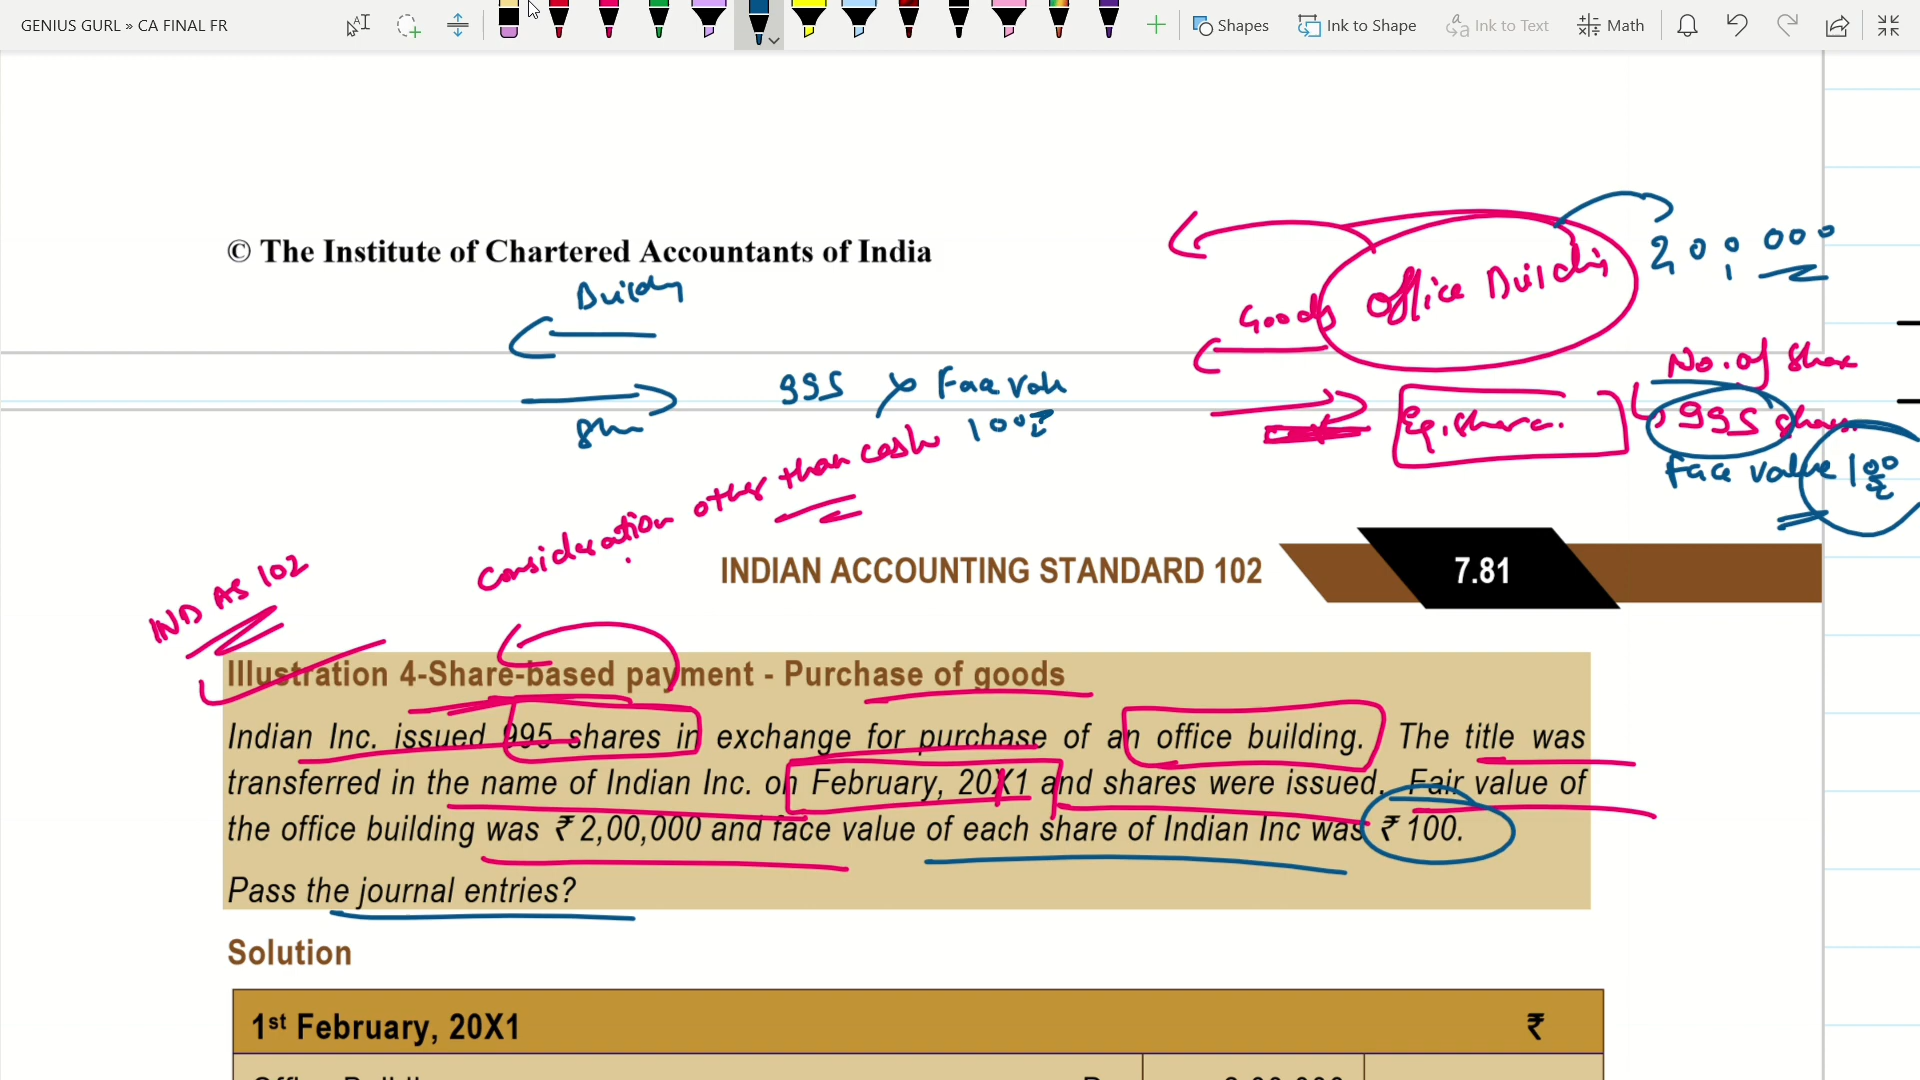 GENIUS GURL » CA FINAL FR
Shapes
Ink to Shape
Ink to Text
Math
© The Institute of Chartered Accountants of India
Office Building
200,000
Goods
No. of Share
Eq. Share.
995 shares
Face value 100
995 × Face Value
100
Consideration other than cash
IND AS 102
INDIAN ACCOUNTING STANDARD 102 7.81
Illustration 4-Share-based payment - Purchase of goods
Indian Inc. issued 995 shares in exchange for purchase of an office building. The title was
transferred in the name of Indian Inc. on February, 20X1 and shares were issued. Fair value of
the office building was ₹ 2,00,000 and face value of each share of Indian Inc was ₹ 100.
Pass the journal entries?
Solution
1st February, 20X1 ₹